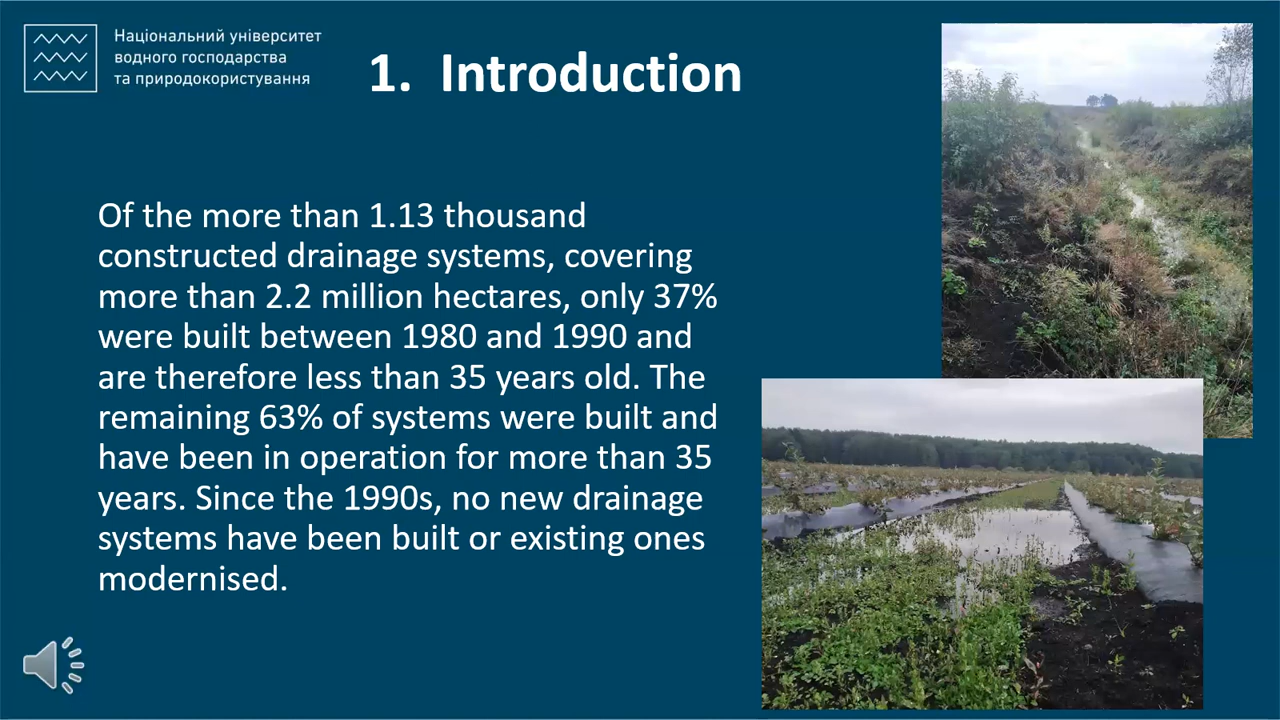 Національний університет
водного господарства
та природокористування
1. Introduction
Of the more than 1.13 thousand
constructed drainage systems, covering
more than 2.2 million hectares, only 37%
were built between 1980 and 1990 and
are therefore less than 35 years old. The
remaining 63% of systems were built and
have been in operation for more than 35
years. Since the 1990s, no new drainage
systems have been built or existing ones
modernised.